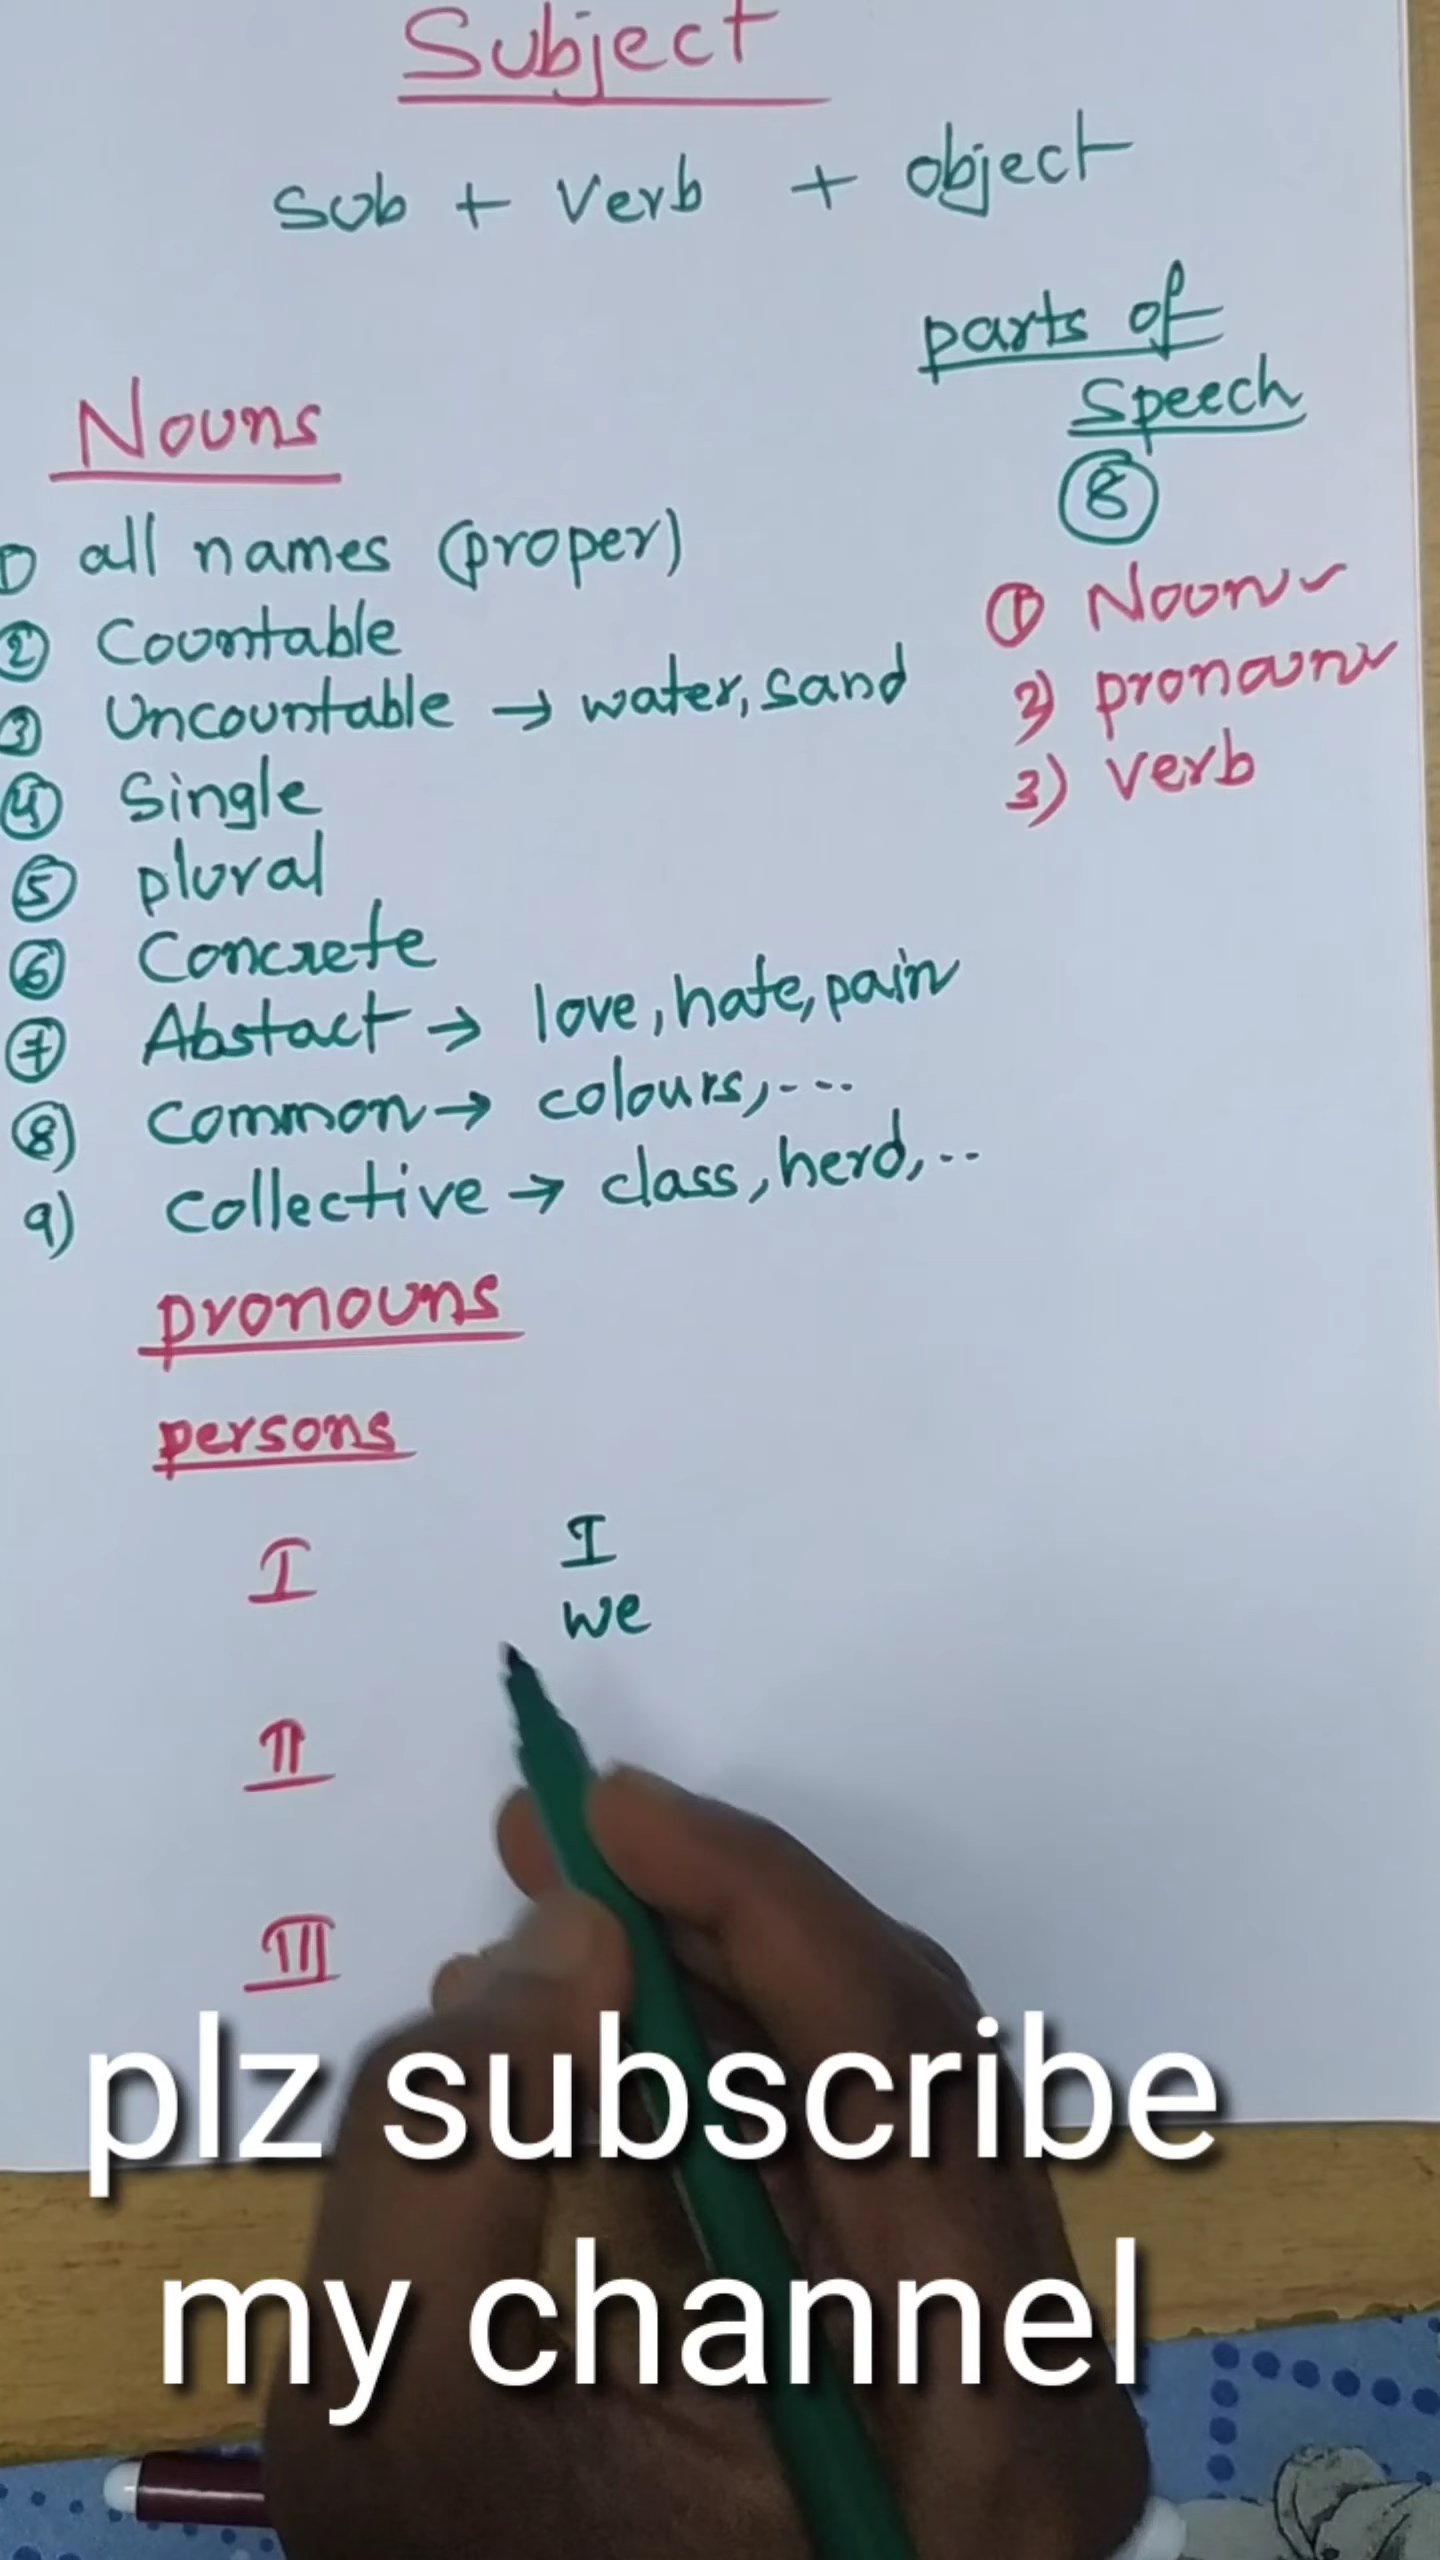 Subject
Sub + Verb + object
parts of
Speech
8
① Noun
2) pronoun
3) verb
Nouns
① all names (proper)
② Countable
③ Uncountable → water, sand
④ Single
⑤ plural
⑥ Concrete
⑦ Abstact → love, hate, pain
⑧ Common → colours, ---
9) Collective → class, herd, --
pronouns
persons
I I
we
II
III
plz subscribe
my channel